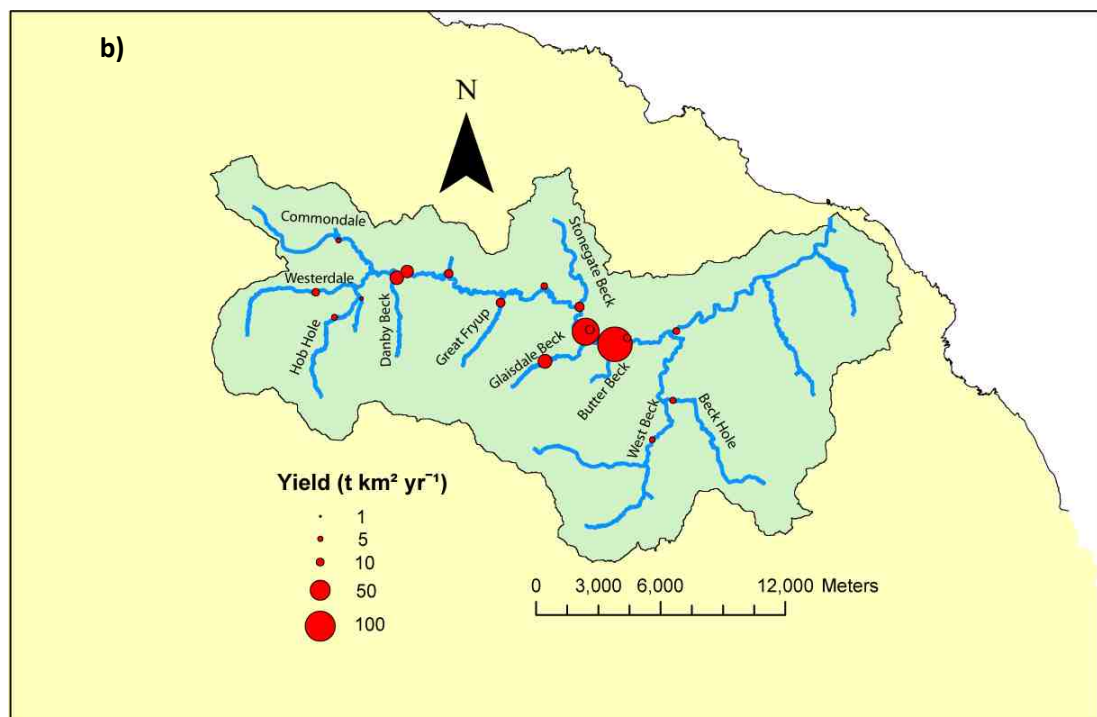 b)
N
Commondale
Stonegate Beck
Westerdale
Danby Beck
Great Fryup
Hob Hole
Glaisdale Beck
Butter Beck
West Beck
Beck Hole
Yield (t km² yr⁻¹)
1
5
10
50
100
0 3,000 6,000 12,000 Meters